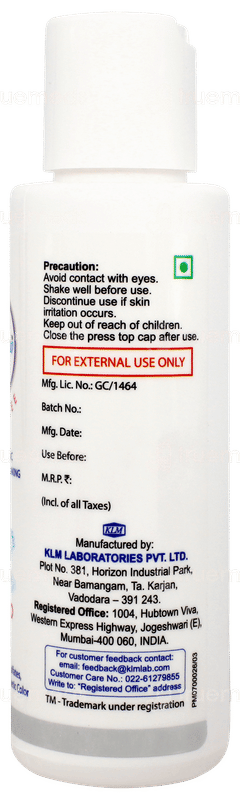 Precaution:
Avoid contact with eyes.
Shake well before use.
Discontinue use if skin
irritation occurs.
Keep out of reach of children.
Close the press top cap after use.
FOR EXTERNAL USE ONLY
Mfg. Lic. No.: GC/1464
Batch No.:
Mfg. Date:
Use Before:
M.R.P. ₹:
(Incl. of all Taxes)
KLM
Manufactured by:
KLM LABORATORIES PVT. LTD.
Plot No. 381, Horizon Industrial Park,
Near Bamangam, Ta. Karjan,
Vadodara – 391 243.
Registered Office: 1004, Hubtown Viva,
Western Express Highway, Jogeshwari (E),
Mumbai-400 060, INDIA.
For customer feedback contact:
email: feedback@klmlab.com
Customer Care No.: 022-61279855
Write to: “Registered Office” address
TM - Trademark under registration
PM0700028/03
Color